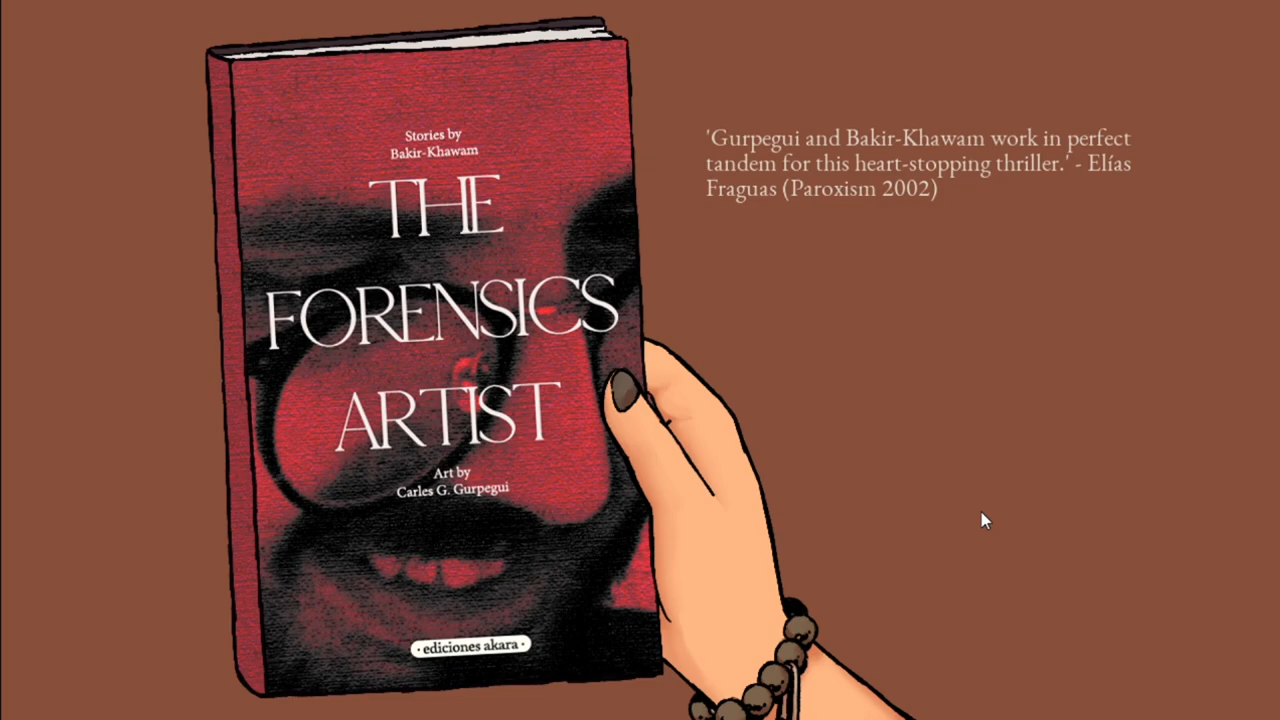 Stories by
Bakir-Khawam
THE
FORENSICS
ARTIST
Art by
Carles G. Gurpegui
· ediciones akara ·
'Gurpegui and Bakir-Khawam work in perfect
tandem for this heart-stopping thriller.' - Elías
Fraguas (Paroxism 2002)